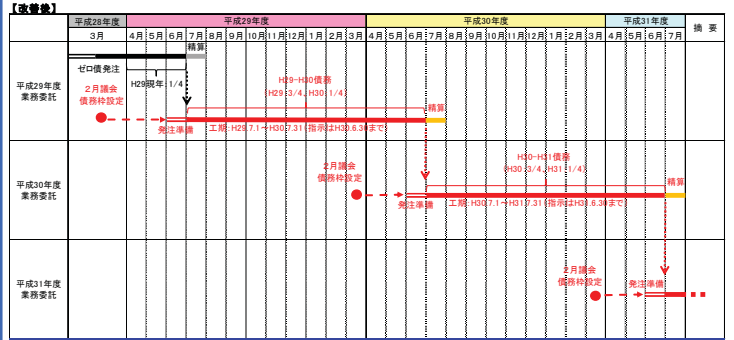 【改善後】
平成28年度 平成29年度 平成30年度 平成31年度 摘 要
3月 4月 5月 6月 7月 8月 9月 10月 11月 12月 1月 2月 3月 4月 5月 6月 7月 8月 9月 10月 11月 12月 1月 2月 3月 4月 5月 6月 7月
精算
ゼロ債発注
H29現年:1/4
平成29年度
業務委託
2月議会
債務枠設定
H29-H30債務
(H29:3/4、H30:1/4)
精算
発注準備
工期:H29.7.1~H30.7.31(指示はH30.6.30まで)
平成30年度
業務委託
2月議会
債務枠設定
H30-H31債務
(H30:3/4、H31:1/4)
精算
発注準備
工期:H30.7.1~H31.7.31(指示はH31.6.30まで)
平成31年度
業務委託
2月議会
債務枠設定
発注準備